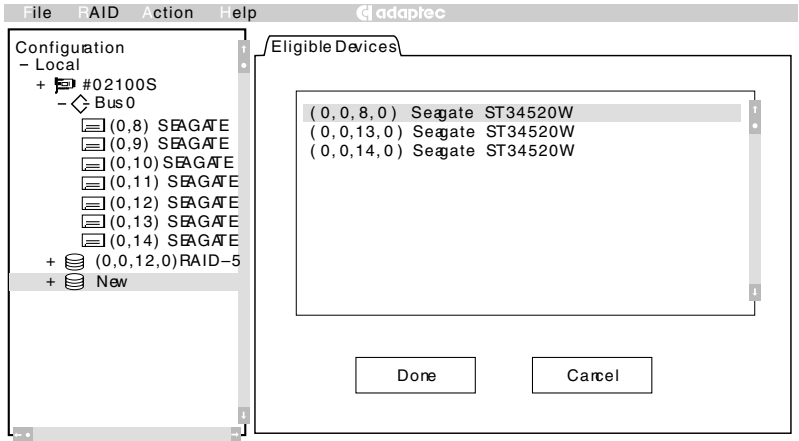 File RAID Action Help adaptec
Configuration
– Local
+ #02100S
– Bus 0
(0,8) SEAGATE
(0,9) SEAGATE
(0,10) SEAGATE
(0,11) SEAGATE
(0,12) SEAGATE
(0,13) SEAGATE
(0,14) SEAGATE
+ (0,0,12,0)RAID–5
+ New
Eligible Devices
(0,0,8,0) Seagate ST34520W
(0,0,13,0) Seagate ST34520W
(0,0,14,0) Seagate ST34520W
Done Cancel